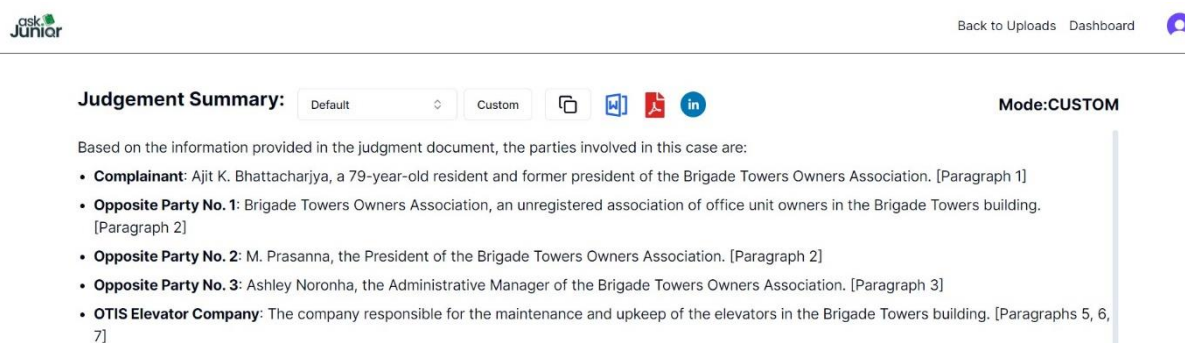 ask
Junior
Back to Uploads Dashboard
Judgement Summary: Default Custom in Mode:CUSTOM
Based on the information provided in the judgment document, the parties involved in this case are:
• Complainant: Ajit K. Bhattacharjya, a 79-year-old resident and former president of the Brigade Towers Owners Association. [Paragraph 1]
• Opposite Party No. 1: Brigade Towers Owners Association, an unregistered association of office unit owners in the Brigade Towers building.
[Paragraph 2]
• Opposite Party No. 2: M. Prasanna, the President of the Brigade Towers Owners Association. [Paragraph 2]
• Opposite Party No. 3: Ashley Noronha, the Administrative Manager of the Brigade Towers Owners Association. [Paragraph 3]
• OTIS Elevator Company: The company responsible for the maintenance and upkeep of the elevators in the Brigade Towers building. [Paragraphs 5, 6,
7]